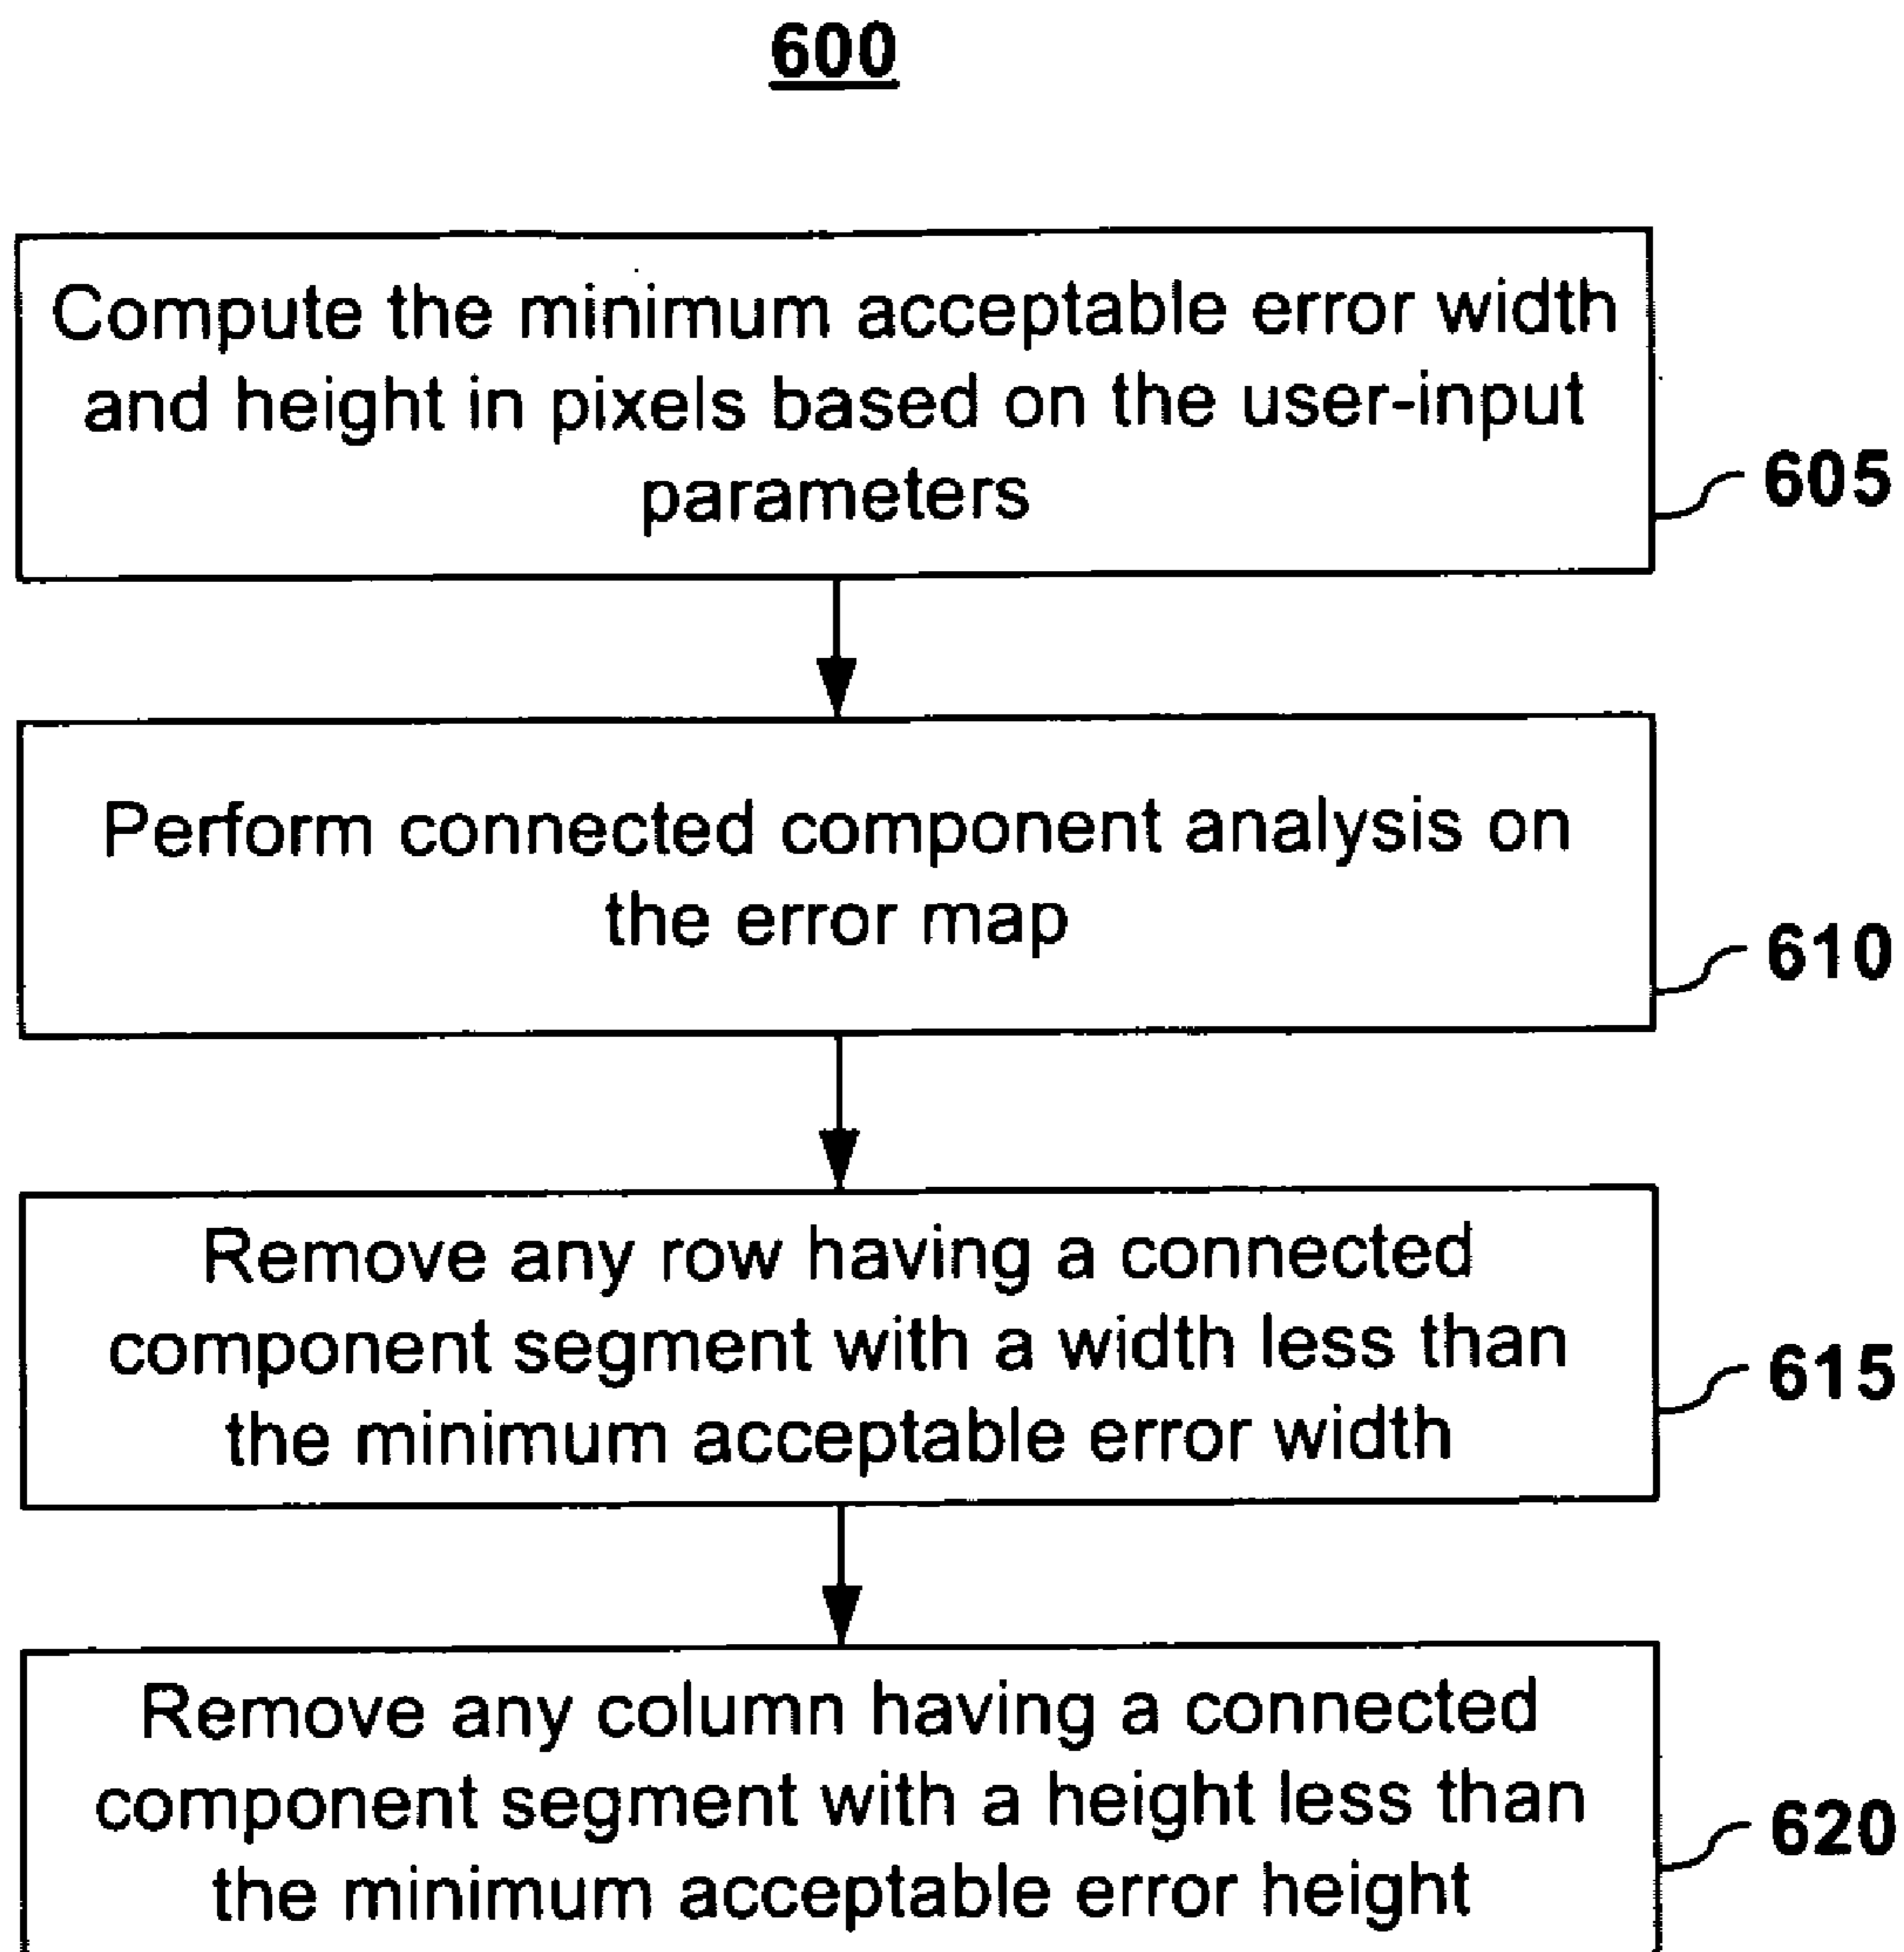 600
Compute the minimum acceptable error width
and height in pixels based on the user-input
parameters
605
Perform connected component analysis on
the error map
610
Remove any row having a connected
component segment with a width less than
the minimum acceptable error width
615
Remove any column having a connected
component segment with a height less than
the minimum acceptable error height
620